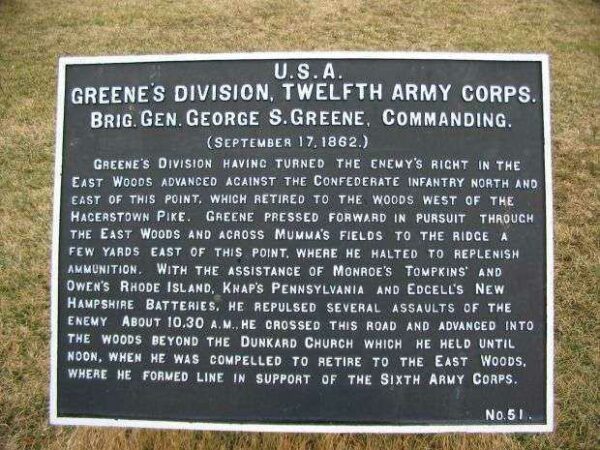 U.S.A.
GREENE'S DIVISION, TWELFTH ARMY CORPS.
BRIG. GEN. GEORGE S. GREENE, COMMANDING.
(SEPTEMBER 17, 1862.)
GREENE'S DIVISION HAVING TURNED THE ENEMY'S RIGHT IN THE
EAST WOODS ADVANCED AGAINST THE CONFEDERATE INFANTRY NORTH AND
EAST OF THIS POINT, WHICH RETIRED TO THE WOODS WEST OF THE
HAGERSTOWN PIKE. GREENE PRESSED FORWARD IN PURSUIT THROUGH
THE EAST WOODS AND ACROSS MUMMA'S FIELDS TO THE RIDGE A
FEW YARDS EAST OF THIS POINT, WHERE HE HALTED TO REPLENISH
AMMUNITION. WITH THE ASSISTANCE OF MONROE'S TOMPKINS' AND
OWEN'S RHODE ISLAND, KNAP'S PENNSYLVANIA AND EDGELL'S NEW
HAMPSHIRE BATTERIES, HE REPULSED SEVERAL ASSAULTS OF THE
ENEMY ABOUT 10.30 A.M. HE CROSSED THIS ROAD AND ADVANCED INTO
THE WOODS BEYOND THE DUNKARD CHURCH WHICH HE HELD UNTIL
NOON, WHEN HE WAS COMPELLED TO RETIRE TO THE EAST WOODS,
WHERE HE FORMED LINE IN SUPPORT OF THE SIXTH ARMY CORPS.
NO. 51.